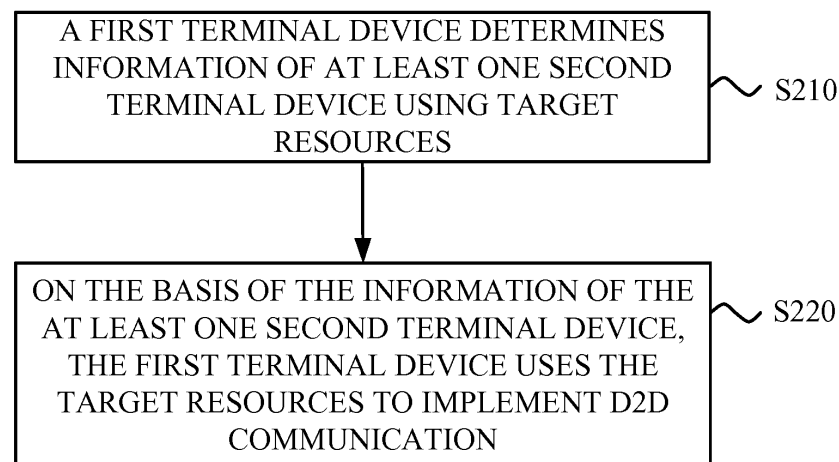 A FIRST TERMINAL DEVICE DETERMINES
INFORMATION OF AT LEAST ONE SECOND
TERMINAL DEVICE USING TARGET
RESOURCES
S210
ON THE BASIS OF THE INFORMATION OF THE
AT LEAST ONE SECOND TERMINAL DEVICE,
THE FIRST TERMINAL DEVICE USES THE
TARGET RESOURCES TO IMPLEMENT D2D
COMMUNICATION
S220